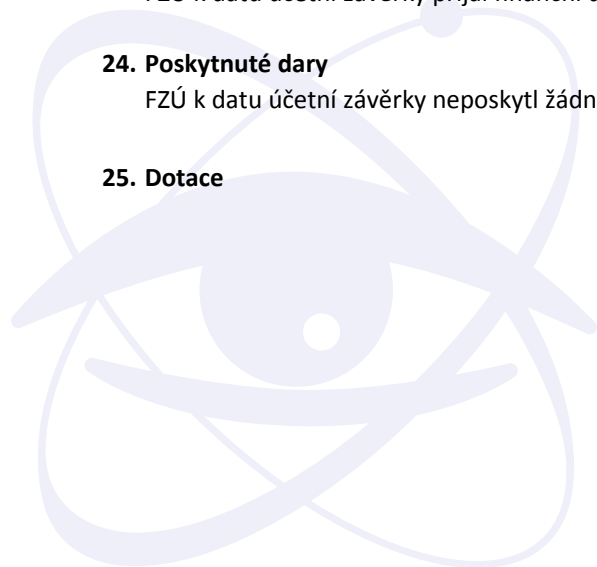 24. Poskytnuté dary
FZÚ k datu účetní závěrky neposkytl žádn
25. Dotace